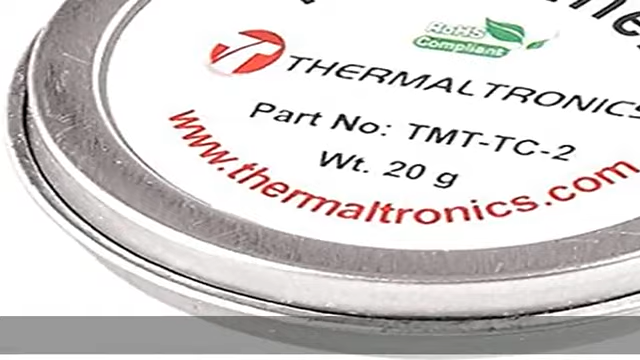 RoHS
Compliant
THERMALTRONICS
Part No: TMT-TC-2
Wt. 20 g
www.thermaltronics.com